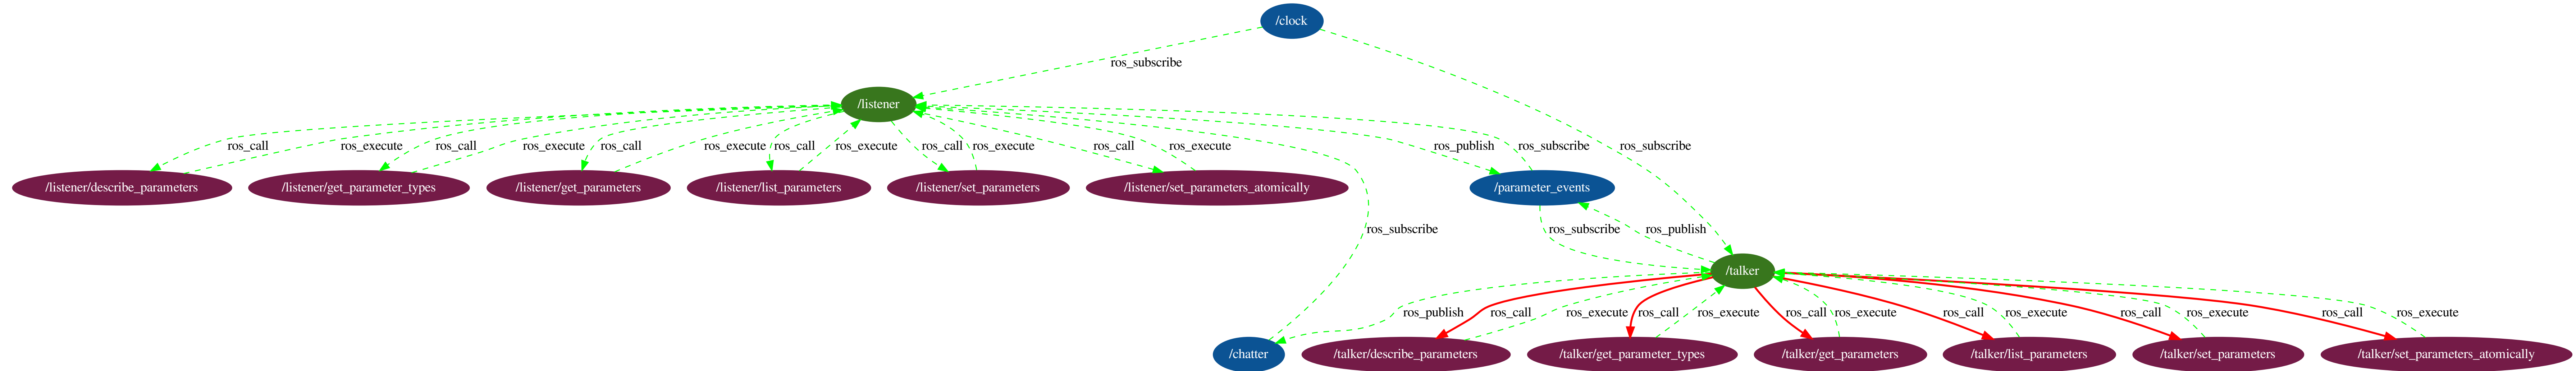 /clock
ros_subscribe
/listener
ros_call
ros_execute
ros_call
ros_execute
ros_call
ros_execute
ros_call
ros_execute
ros_call
ros_execute
ros_call
ros_execute
ros_publish
ros_subscribe
ros_subscribe
/listener/describe_parameters
/listener/get_parameter_types
/listener/get_parameters
/listener/list_parameters
/listener/set_parameters
/listener/set_parameters_atomically
/parameter_events
ros_subscribe
ros_subscribe
ros_publish
/talker
ros_publish
ros_call
ros_execute
ros_call
ros_execute
ros_call
ros_execute
ros_call
ros_execute
ros_call
ros_execute
ros_call
ros_execute
/chatter
/talker/describe_parameters
/talker/get_parameter_types
/talker/get_parameters
/talker/list_parameters
/talker/set_parameters
/talker/set_parameters_atomically